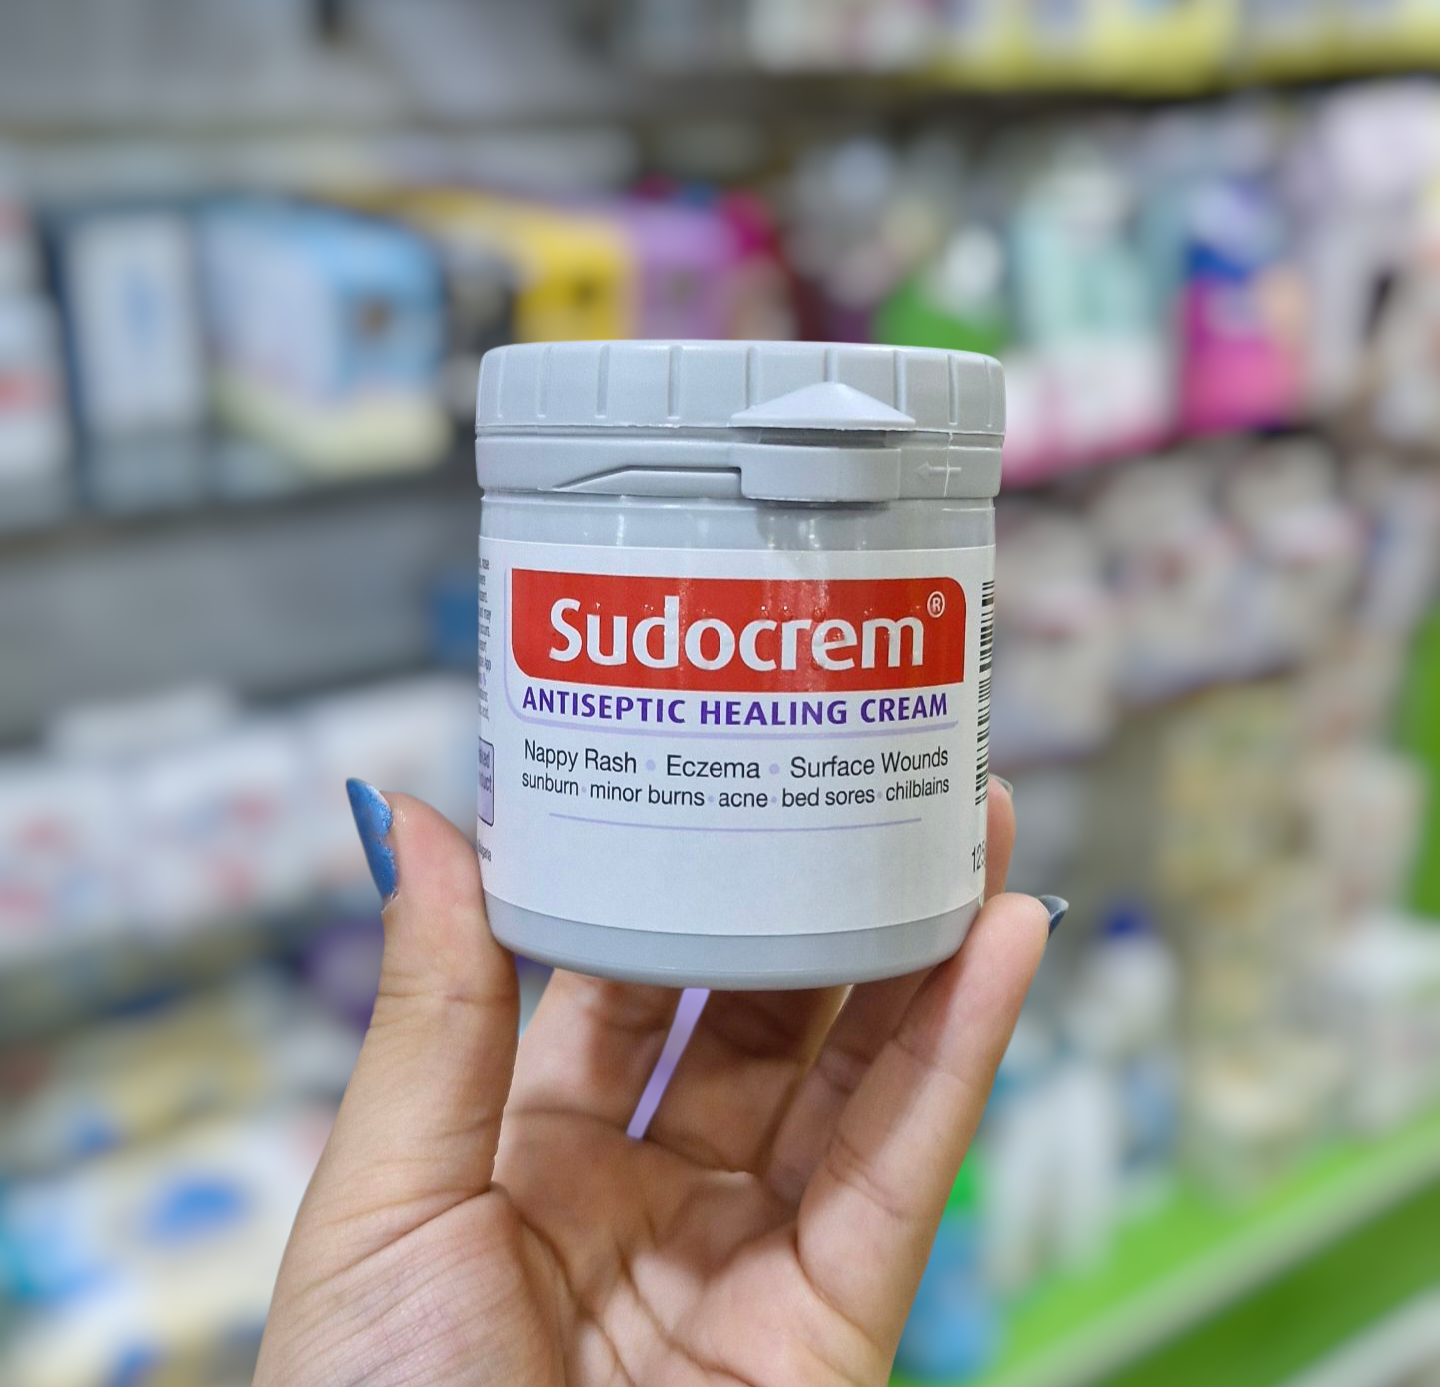 Sudocrem®
ANTISEPTIC HEALING CREAM
Nappy Rash • Eczema • Surface Wounds
sunburn • minor burns • acne • bed sores • chilblains